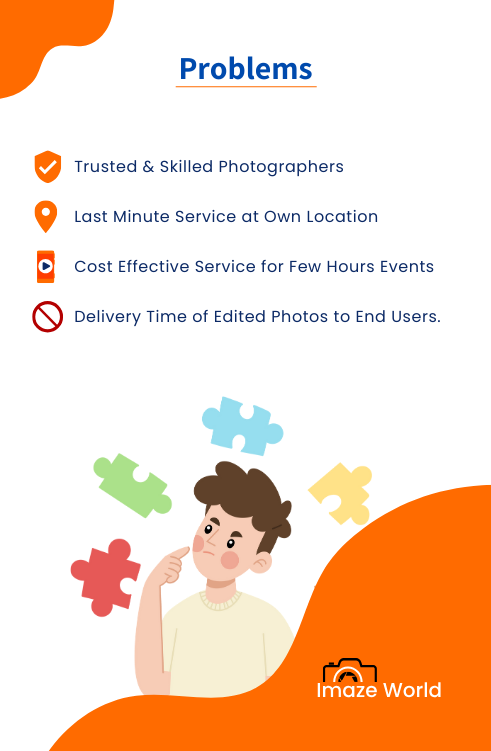 Problems
Trusted & Skilled Photographers
Last Minute Service at Own Location
Cost Effective Service for Few Hours Events
Delivery Time of Edited Photos to End Users.
Imaze World